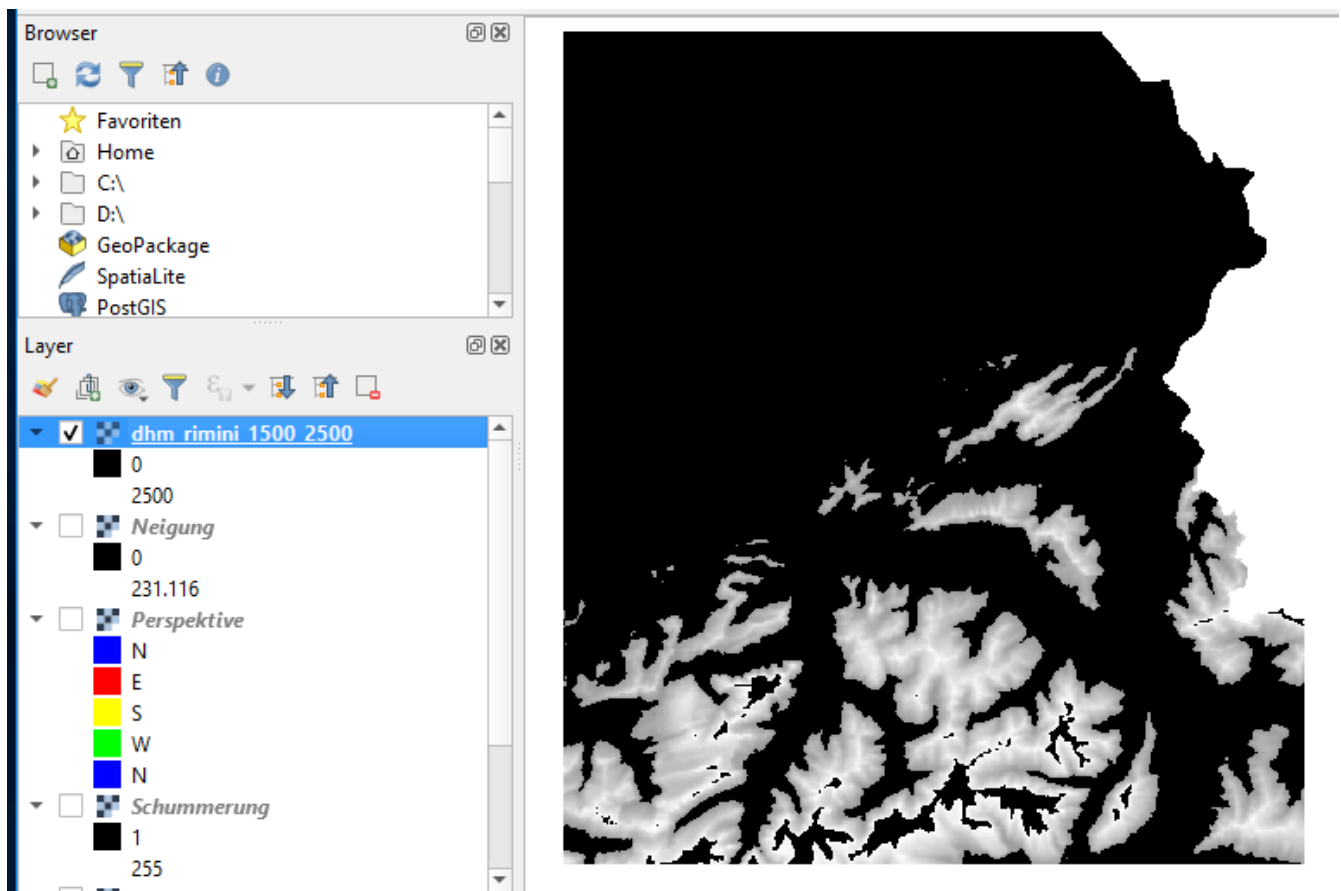 Browser
Favoriten
Home
C:\
D:\
GeoPackage
SpatiaLite
PostGIS
Layer
dhm_rimini_1500_2500
0
2500
Neigung
0
231.116
Perspektive
N
E
S
W
N
Schummerung
1
255